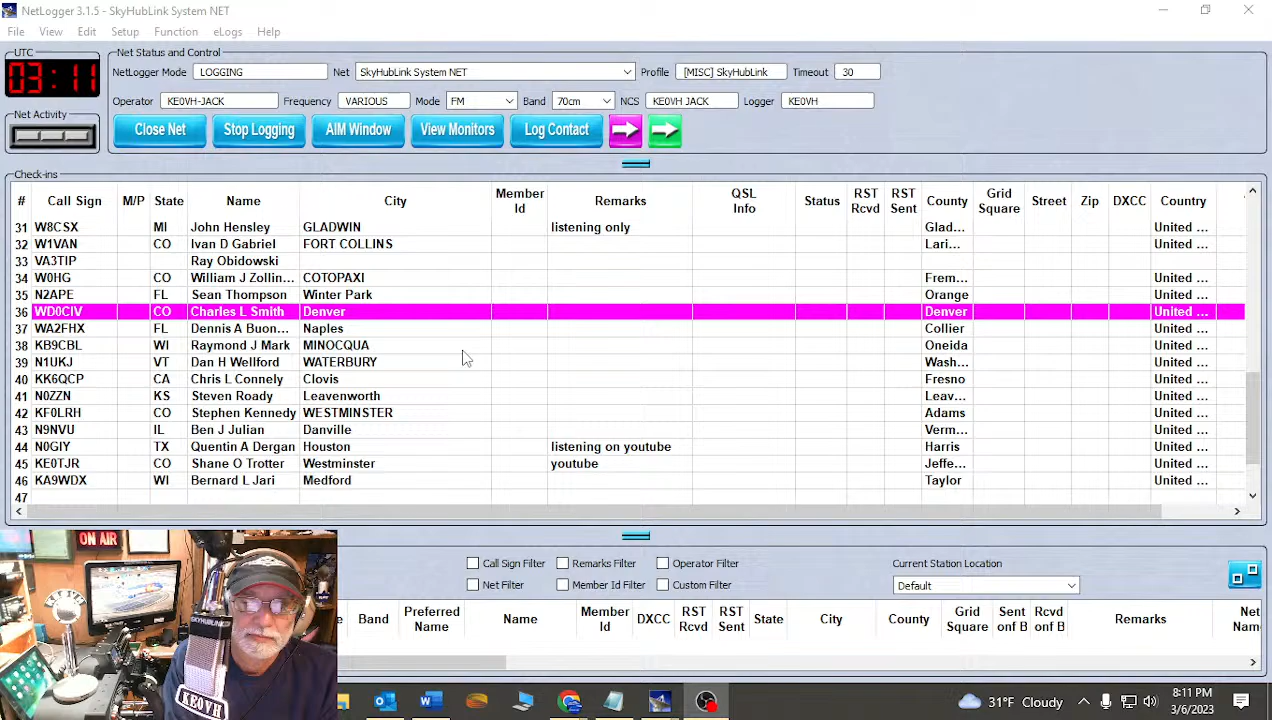 NetLogger 3.1.5 - SkyHubLink System NET
File View Edit Setup Function eLogs Help
UTC
03:11
Net Activity
Net Status and Control
NetLogger Mode LOGGING Net SkyHubLink System NET Profile [MISC] SkyHubLink Timeout 30
Operator KE0VH-JACK Frequency VARIOUS Mode FM Band 70cm NCS KE0VH JACK Logger KE0VH
Close Net Stop Logging AIM Window View Monitors Log Contact
Check-ins
# Call Sign M/P State Name City Member Id Remarks QSL Info Status RST Rcvd RST Sent County Grid Square Street Zip DXCC Country
31 W8CSX MI John Hensley GLADWIN listening only Glad... United ...
32 W1VAN CO Ivan D Gabriel FORT COLLINS Lari... United ...
33 VA3TIP Ray Obidowski
34 W0HG CO William J Zollin... COTOPAXI Frem... United ...
35 N2APE FL Sean Thompson Winter Park Orange United ...
36 WD0CIV CO Charles L Smith Denver Denver United ...
37 WA2FHX FL Dennis A Buon... Naples Collier United ...
38 KB9CBL WI Raymond J Mark MINOCQUA Oneida United ...
39 N1UKJ VT Dan H Wellford WATERBURY Wash... United ...
40 KK6QCP CA Chris L Connely Clovis Fresno United ...
41 N0ZZN KS Steven Roady Leavenworth Leav... United ...
42 KF0LRH CO Stephen Kennedy WESTMINSTER Adams United ...
43 N9NVU IL Ben J Julian Danville Verm... United ...
44 N0GIY TX Quentin A Dergan Houston listening on youtube Harris United ...
45 KE0TJR CO Shane O Trotter Westminster youtube Jeffe... United ...
46 KA9WDX WI Bernard L Jari Medford Taylor United ...
47
ON AIR
SKYHUBLINK
KE0VH
Call Sign Filter Remarks Filter Operator Filter
Net Filter Member Id Filter Custom Filter
Current Station Location
Default
e Band Preferred Name Name Member Id DXCC RST Rcvd RST Sent State City County Grid Square Sent onf B Rcvd onf B Remarks Net Name
31°F Cloudy
8:11 PM
3/6/2023